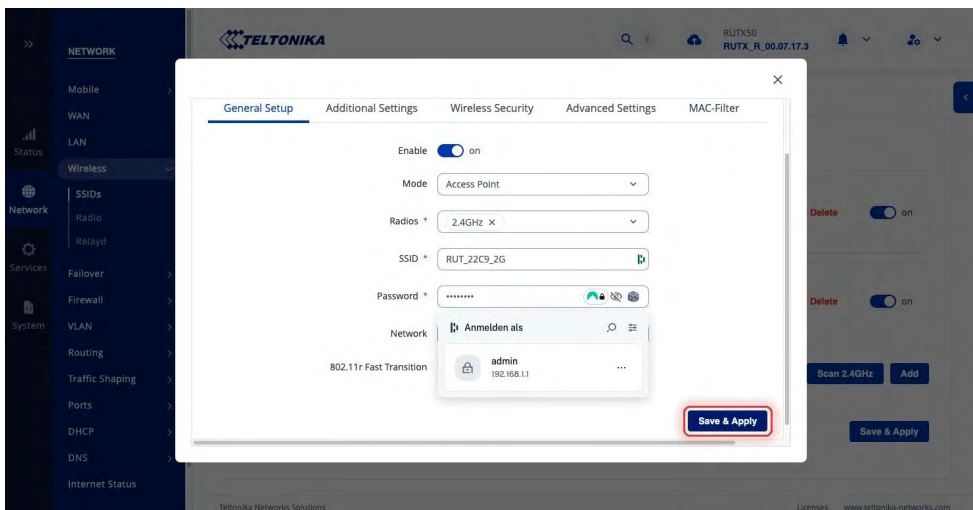 TELTONIKA
RUTX50
RUTX_R_00.07.17.3
NETWORK
Mobile
WAN
LAN
Wireless
SSIDs
Radio
Relayd
Failover
Firewall
VLAN
Routing
Traffic Shaping
Ports
DHCP
DNS
Internet Status
Status
Network
Services
System
General Setup Additional Settings Wireless Security Advanced Settings MAC-Filter
Enable on
Mode Access Point
Radios * 2.4GHz ×
SSID * RUT_22C9_2G
Password * ••••••••
Network
Anmelden als
admin
192.168.1.1
802.11r Fast Transition
Save & Apply
Delete on
Delete on
Scan 2.4GHz Add
Save & Apply
Teltonika Networks Solutions Licenses www.teltonika-networks.com